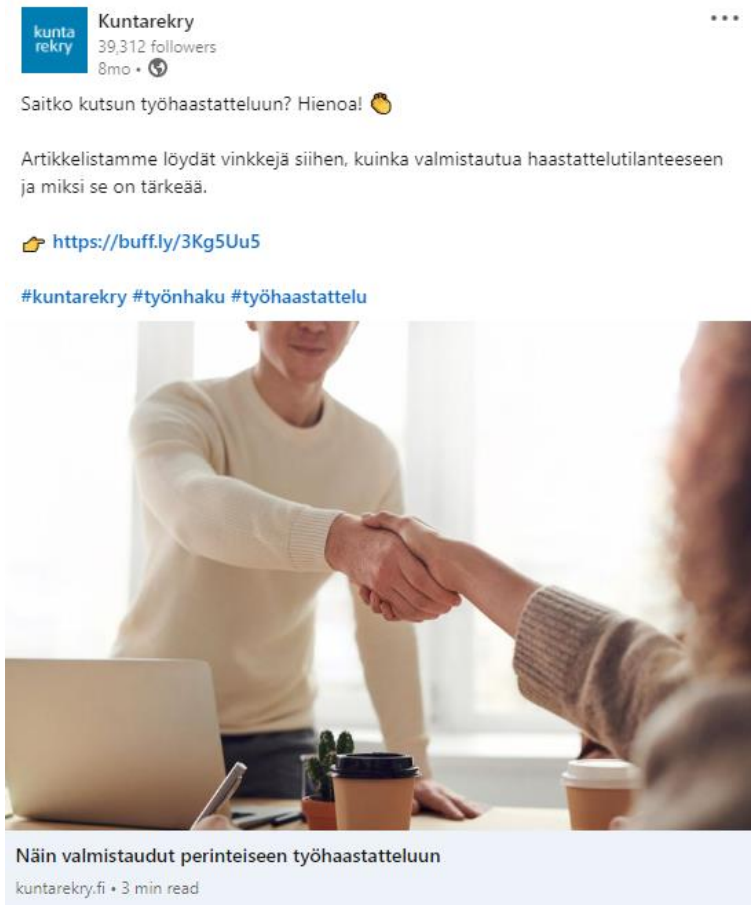 kunta
rekry
Kuntarekry
39,312 followers
8mo •
Saitko kutsun työhaastatteluun? Hienoa! 👏
Artikkelistamme löydät vinkkejä siihen, kuinka valmistautua haastattelutilanteeseen
ja miksi se on tärkeää.
👉 https://buff.ly/3Kg5Uu5
#kuntarekry #työnhaku #työhaastattelu
Näin valmistaudut perinteiseen työhaastatteluun
kuntarekry.fi • 3 min read